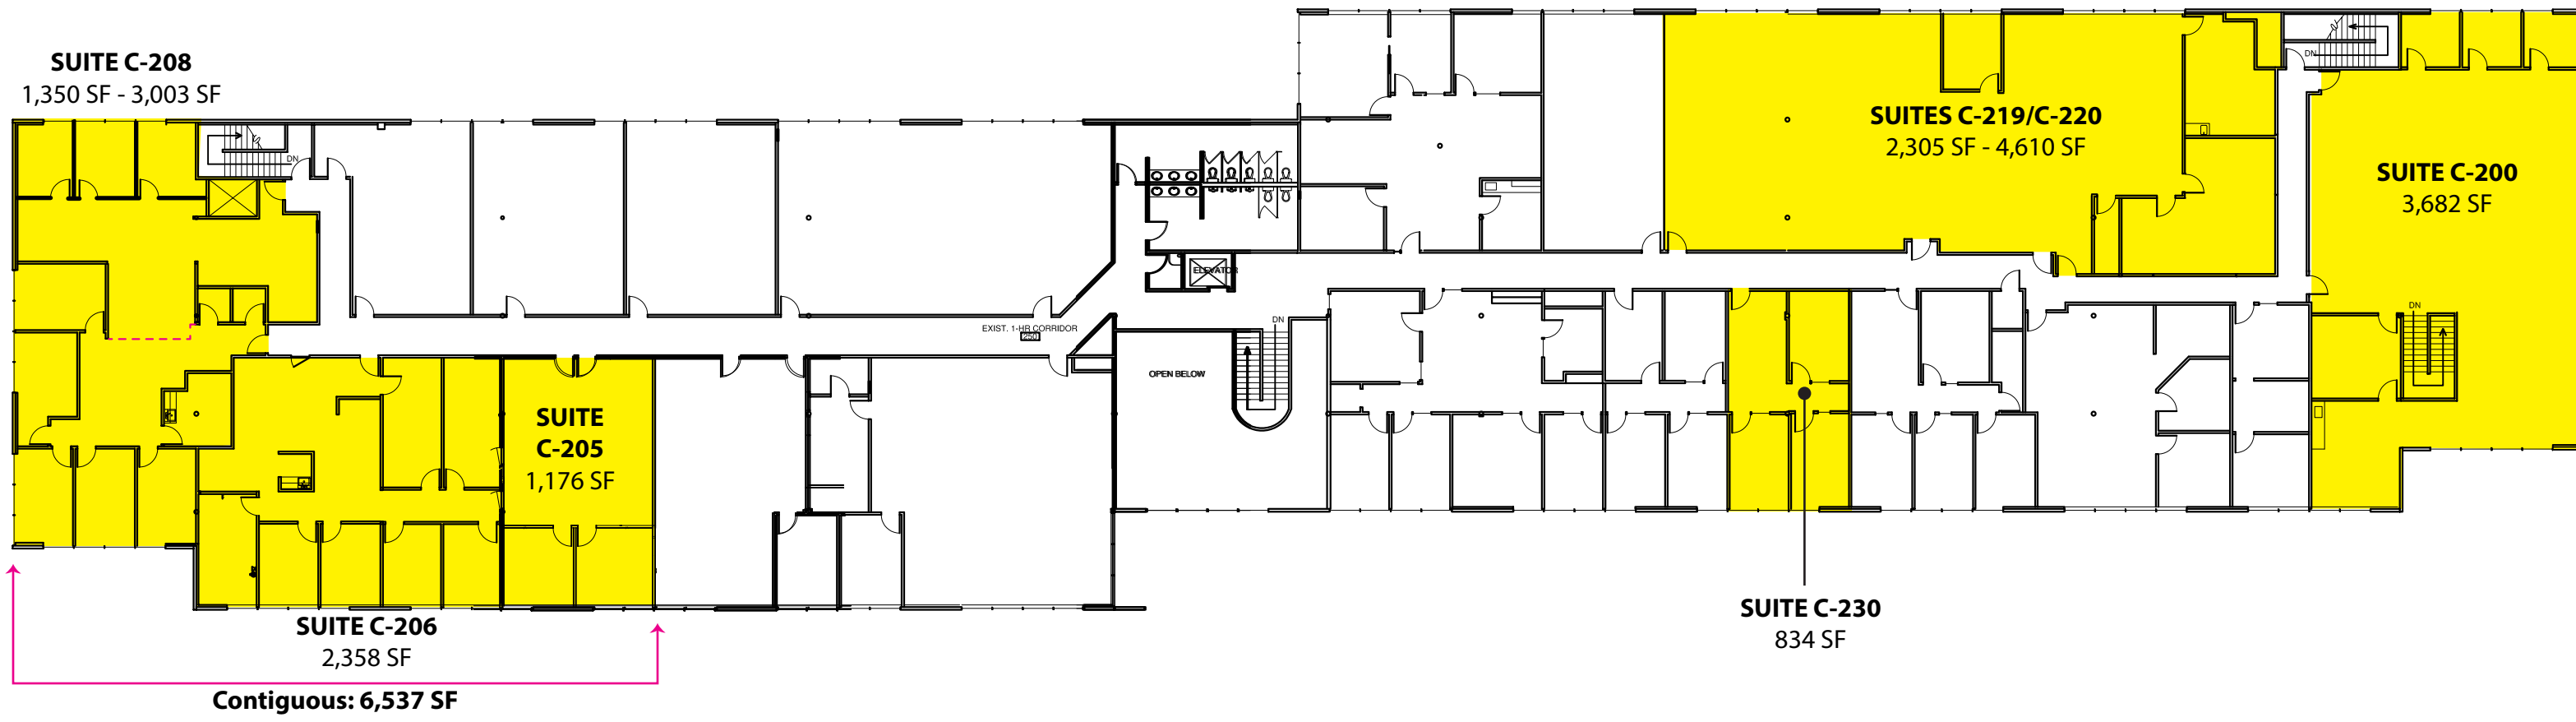 SUITE C-208
1,350 SF - 3,003 SF
DN
SUITES C-219/C-220
2,305 SF - 4,610 SF
DN
SUITE C-200
3,682 SF
ELEVATOR
EXIST. 1-HR CORRIDOR
250
DN
DN
OPEN BELOW
SUITE
C-205
1,176 SF
SUITE C-206
2,358 SF
Contiguous: 6,537 SF
SUITE C-230
834 SF